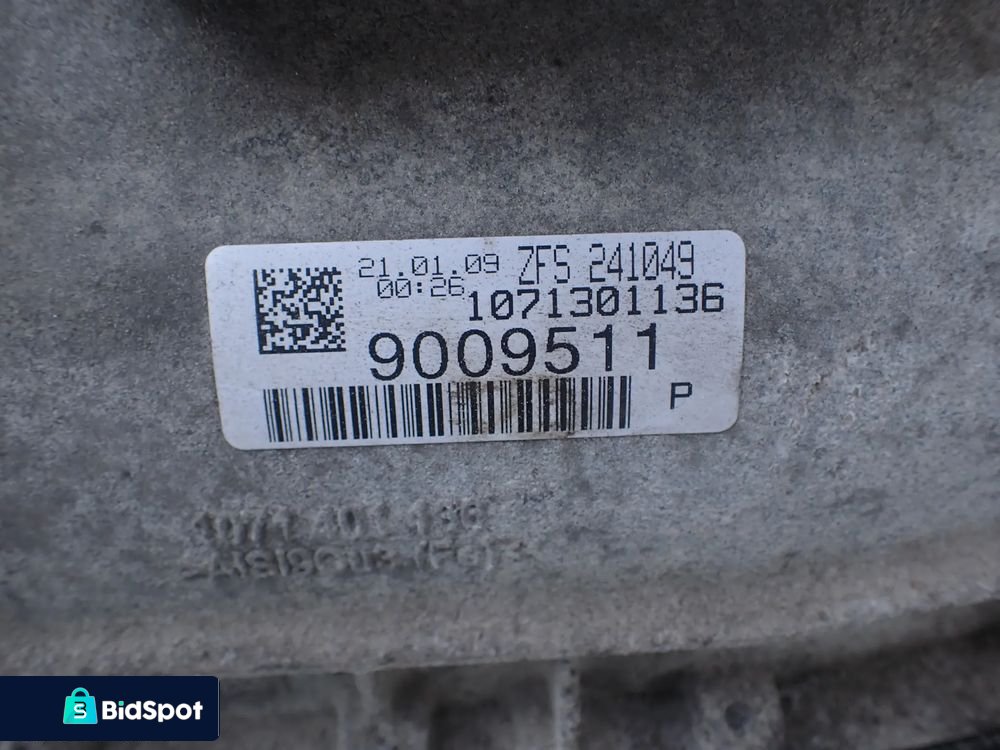 21.01.09 ZFS 241049
00:26 1071301136
9009511
P
BidSpot